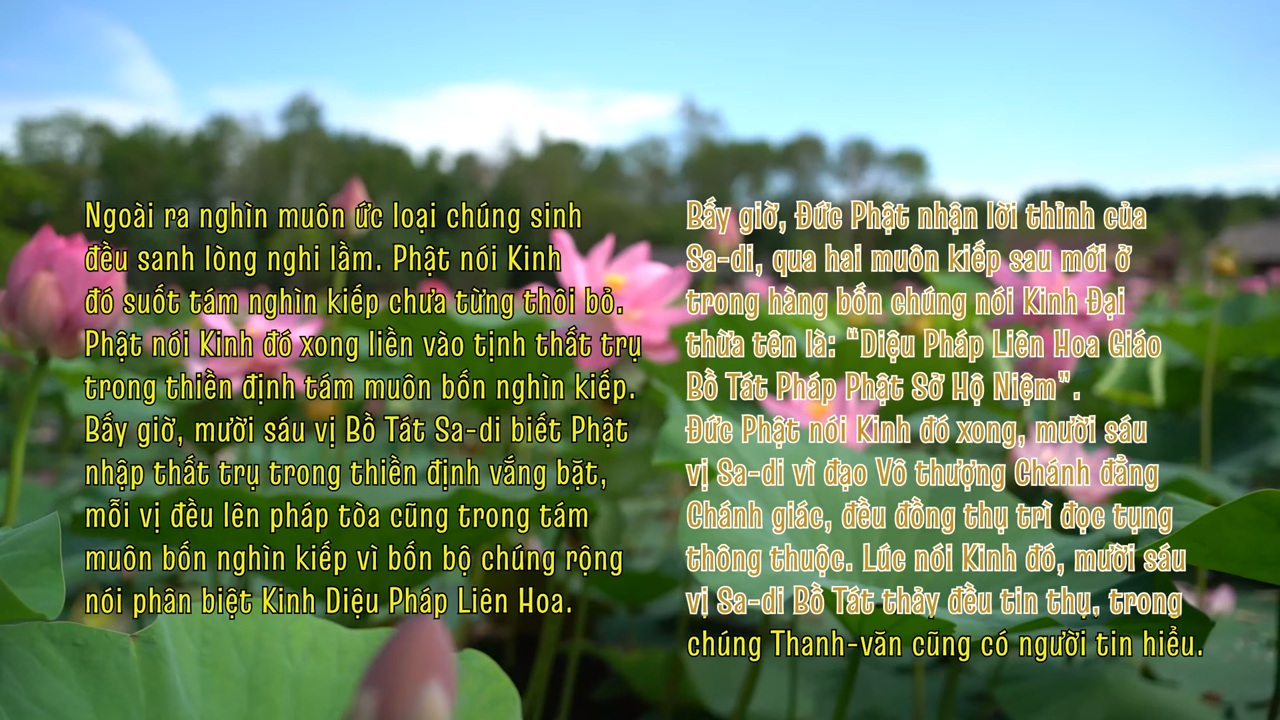 Ngoài ra nghìn muôn ức loại chúng sinh
đều sanh lòng nghi lầm. Phật nói Kinh
đó suốt tám nghìn kiếp chưa từng thôi bỏ.
Phật nói Kinh đó xong liền vào tịnh thất trụ
trong thiền định tám muôn bốn nghìn kiếp.
Bấy giờ, mười sáu vị Bồ Tát Sa-di biết Phật
nhập thất trụ trong thiền định vắng bặt,
mỗi vị đều lên pháp tòa cũng trong tám
muôn bốn nghìn kiếp vì bốn bộ chúng rộng
nói phân biệt Kinh Diệu Pháp Liên Hoa.
Bấy giờ, Đức Phật nhận lời thỉnh của
Sa-di, qua hai muôn kiếp sau mới ở
trong hàng bốn chúng nói Kinh Đại
thừa tên là: “Diệu Pháp Liên Hoa Giáo
Bồ Tát Pháp Phật Sở Hộ Niệm”.
Đức Phật nói Kinh đó xong, mười sáu
vị Sa-di vì đạo Vô thượng Chánh đẳng
Chánh giác, đều đồng thụ trì đọc tụng
thông thuộc. Lúc nói Kinh đó, mười sáu
vị Sa-di Bồ Tát thảy đều tin thụ, trong
chúng Thanh-văn cũng có người tin hiểu.